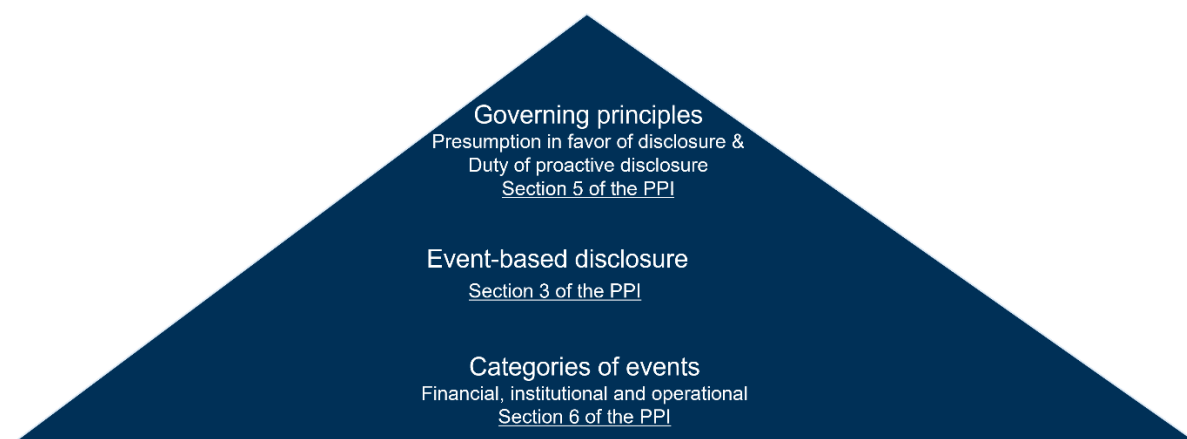 Governing principles
Presumption in favor of disclosure &
Duty of proactive disclosure
Section 5 of the PPI
Event-based disclosure
Section 3 of the PPI
Categories of events
Financial, institutional and operational
Section 6 of the PPI